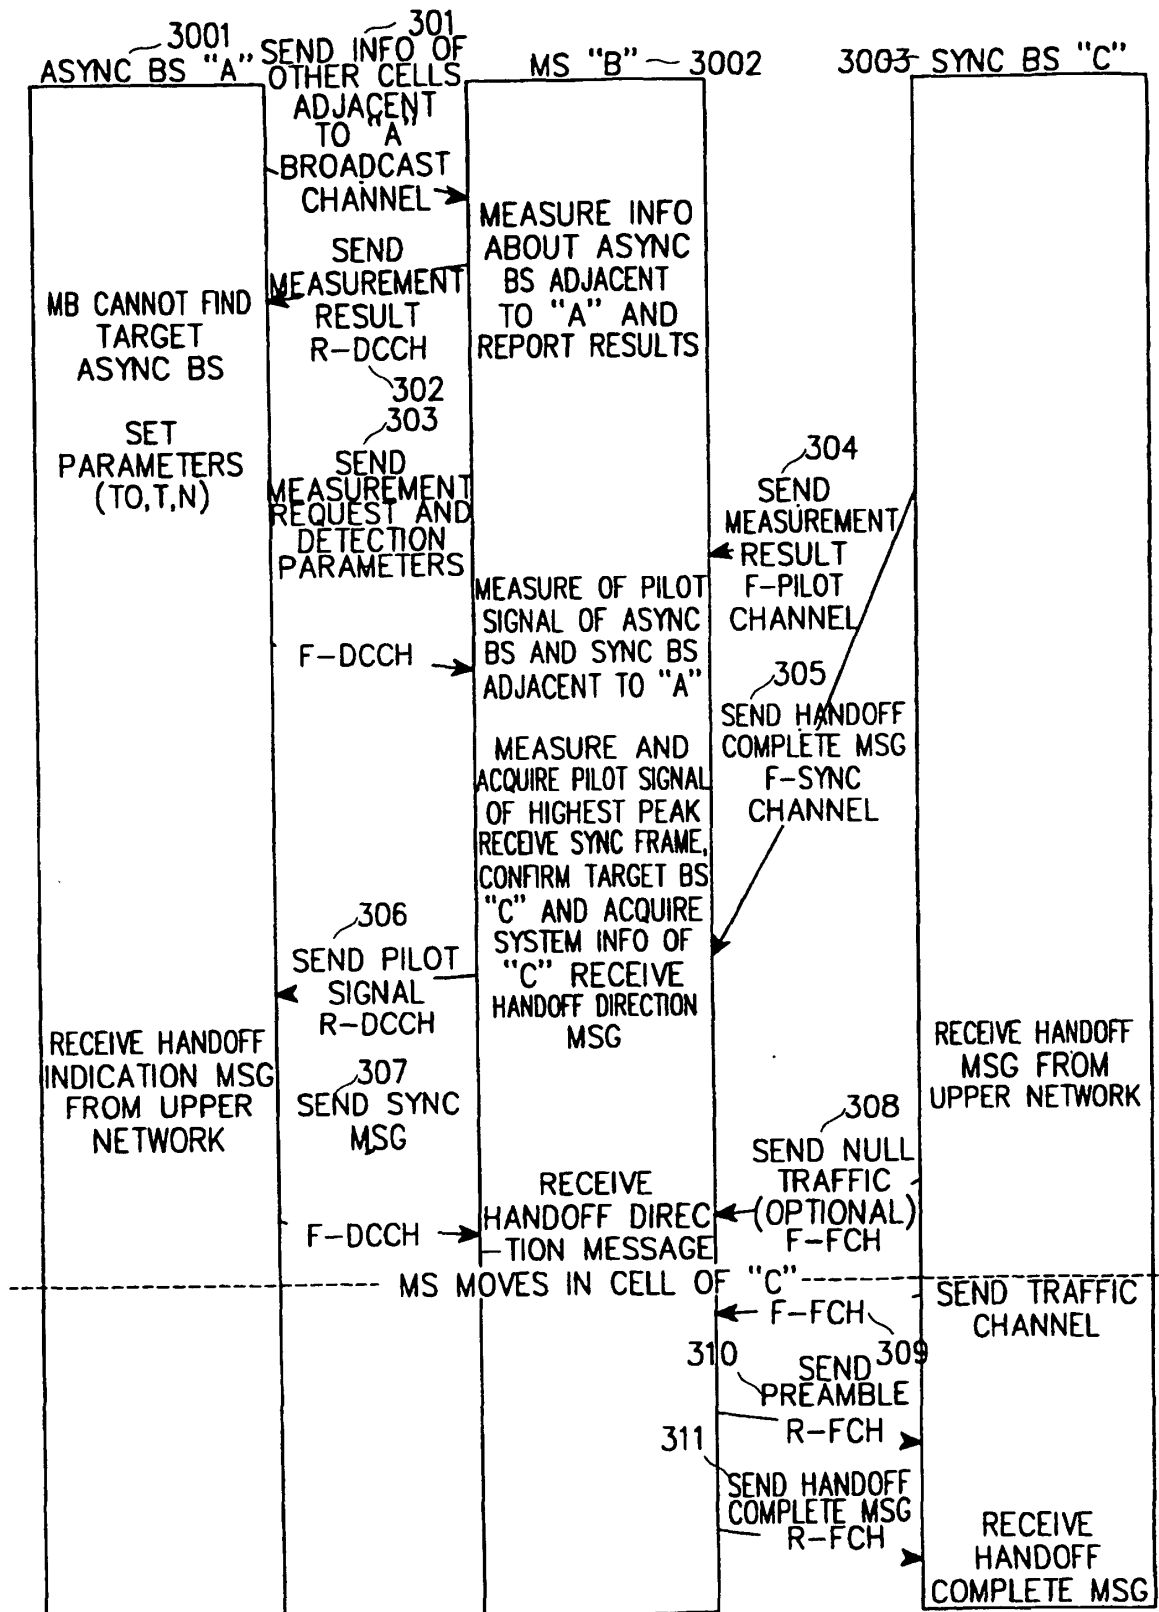 301
3001
ASYNC BS "A"
SEND INFO OF
OTHER CELLS
ADJACENT
TO "A"
BROADCAST
CHANNEL
MS "B"
3002
3003
SYNC BS "C"
MEASURE INFO
ABOUT ASYNC
BS ADJACENT
TO "A" AND
REPORT RESULTS
SEND
MEASUREMENT
RESULT
R-DCCH
302
MB CANNOT FIND
TARGET
ASYNC BS
SET
PARAMETERS
(TO,T,N)
303
SEND
MEASUREMENT
REQUEST AND
DETECTION
PARAMETERS
F-DCCH
304
SEND
MEASUREMENT
RESULT
F-PILOT
CHANNEL
MEASURE OF PILOT
SIGNAL OF ASYNC
BS AND SYNC BS
ADJACENT TO "A"
305
SEND HANDOFF
COMPLETE MSG
F-SYNC
CHANNEL
MEASURE AND
ACQUIRE PILOT SIGNAL
OF HIGHEST PEAK
RECEIVE SYNC FRAME,
CONFIRM TARGET BS
"C" AND ACQUIRE
SYSTEM INFO OF
"C" RECEIVE
HANDOFF DIRECTION
MSG
306
SEND PILOT
SIGNAL
R-DCCH
RECEIVE HANDOFF
INDICATION MSG
FROM UPPER
NETWORK
307
SEND SYNC
MSG
F-DCCH
RECEIVE HANDOFF
MSG FROM
UPPER NETWORK
308
SEND NULL
TRAFFIC
(OPTIONAL)
F-FCH
RECEIVE
HANDOFF DIREC
-TION MESSAGE
MS MOVES IN CELL OF "C"
SEND TRAFFIC
CHANNEL
F-FCH
309
310
SEND
PREAMBLE
R-FCH
311
SEND HANDOFF
COMPLETE MSG
R-FCH
RECEIVE
HANDOFF
COMPLETE MSG